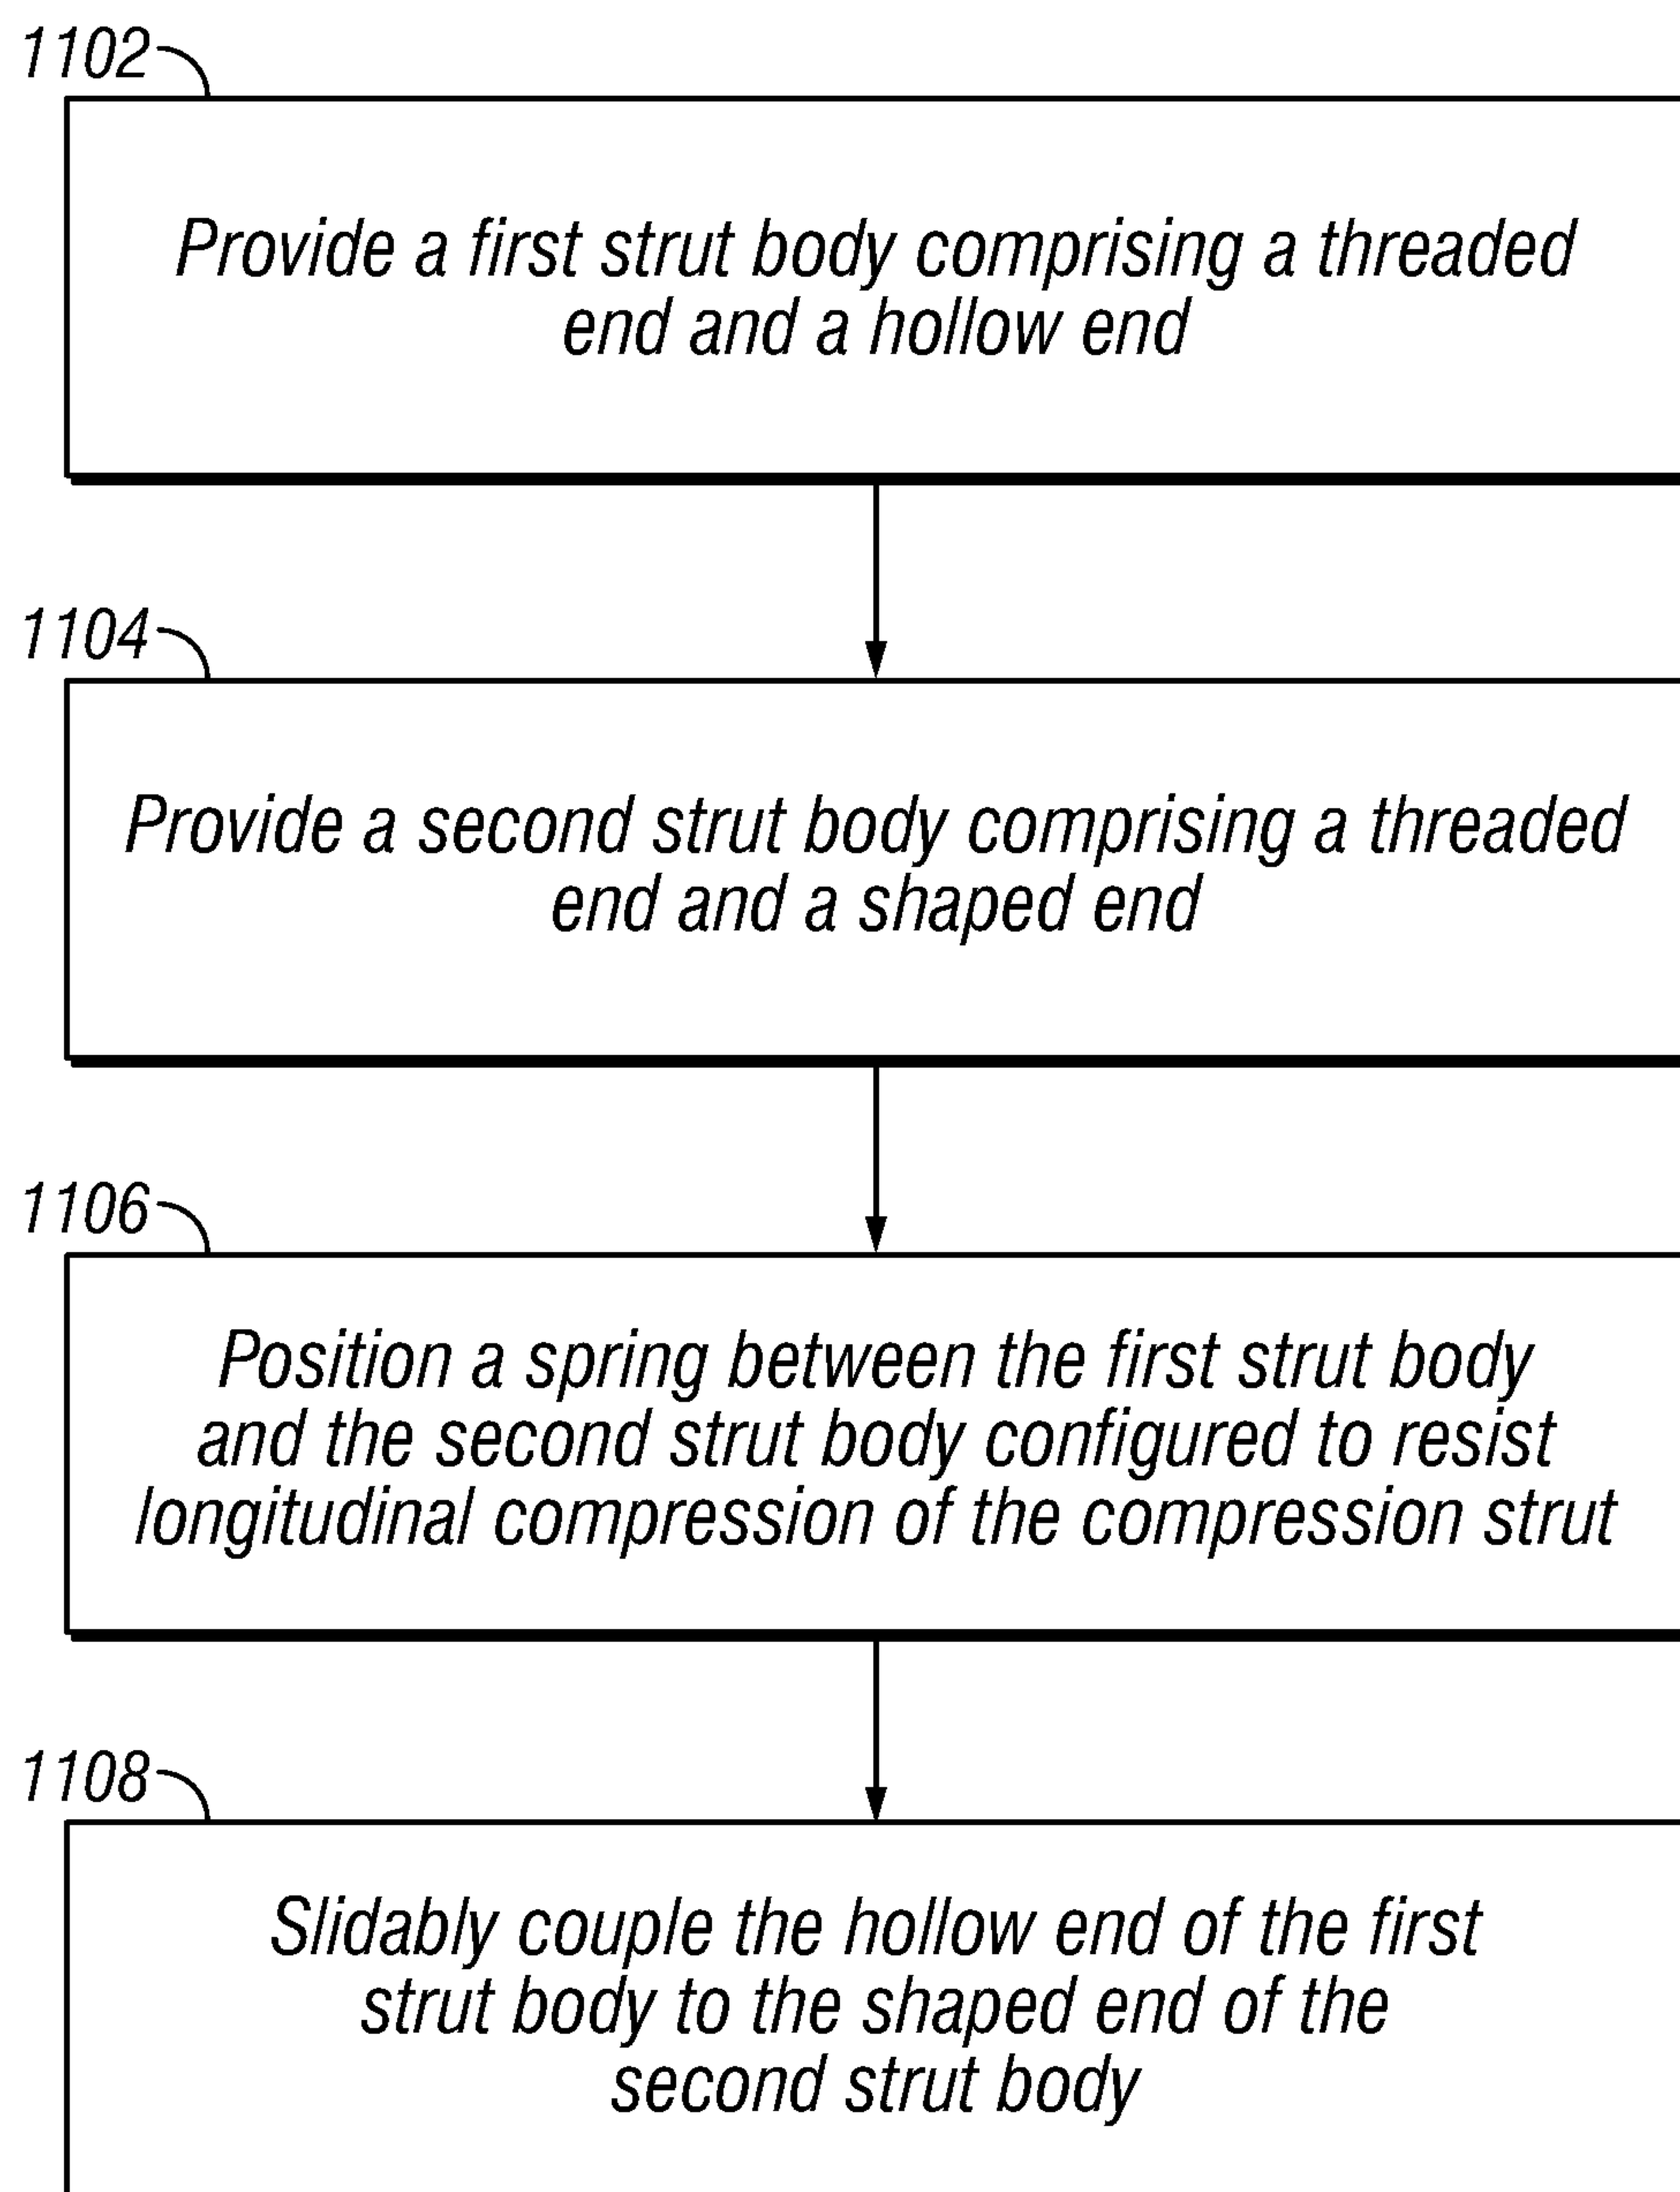 1102
Provide a first strut body comprising a threaded
end and a hollow end
1104
Provide a second strut body comprising a threaded
end and a shaped end
1106
Position a spring between the first strut body
and the second strut body configured to resist
longitudinal compression of the compression strut
1108
Slidably couple the hollow end of the first
strut body to the shaped end of the
second strut body